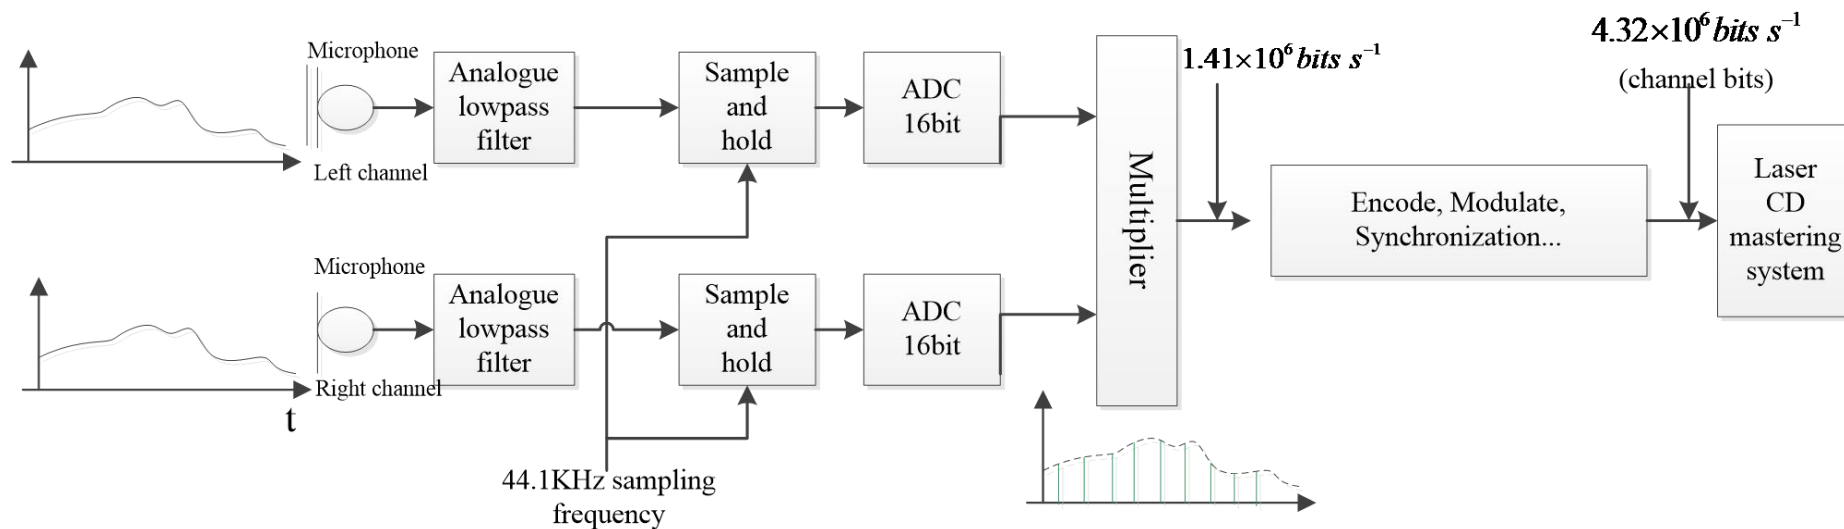 Microphone
Left channel
Analogue
lowpass
filter
Sample
and
hold
ADC
16bit
Multiplier
1.41×10⁶ bits s⁻¹
Encode, Modulate,
Synchronization...
4.32×10⁶ bits s⁻¹
(channel bits)
Laser
CD
mastering
system
Microphone
Right channel
t
Analogue
lowpass
filter
Sample
and
hold
ADC
16bit
44.1KHz sampling
frequency